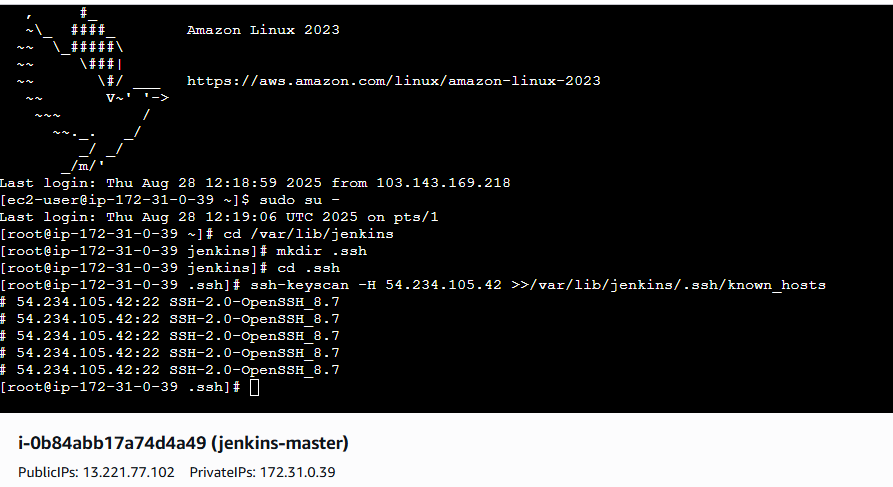 ,     #_
   ~\_  ####_        Amazon Linux 2023
  ~~  \_#####\
  ~~     \###|
  ~~       \#/ ___   https://aws.amazon.com/linux/amazon-linux-2023
   ~~       V~' '->
    ~~~         /
      ~~._.   _/
         _/ _/
       _/m/'
Last login: Thu Aug 28 12:18:59 2025 from 103.143.169.218
[ec2-user@ip-172-31-0-39 ~]$ sudo su -
Last login: Thu Aug 28 12:19:06 UTC 2025 on pts/1
[root@ip-172-31-0-39 ~]# cd /var/lib/jenkins
[root@ip-172-31-0-39 jenkins]# mkdir .ssh
[root@ip-172-31-0-39 jenkins]# cd .ssh
[root@ip-172-31-0-39 .ssh]# ssh-keyscan -H 54.234.105.42 >>/var/lib/jenkins/.ssh/known_hosts
# 54.234.105.42:22 SSH-2.0-OpenSSH_8.7
# 54.234.105.42:22 SSH-2.0-OpenSSH_8.7
# 54.234.105.42:22 SSH-2.0-OpenSSH_8.7
# 54.234.105.42:22 SSH-2.0-OpenSSH_8.7
# 54.234.105.42:22 SSH-2.0-OpenSSH_8.7
[root@ip-172-31-0-39 .ssh]#
i-0b84abb17a74d4a49 (jenkins-master)
PublicIPs: 13.221.77.102 PrivateIPs: 172.31.0.39